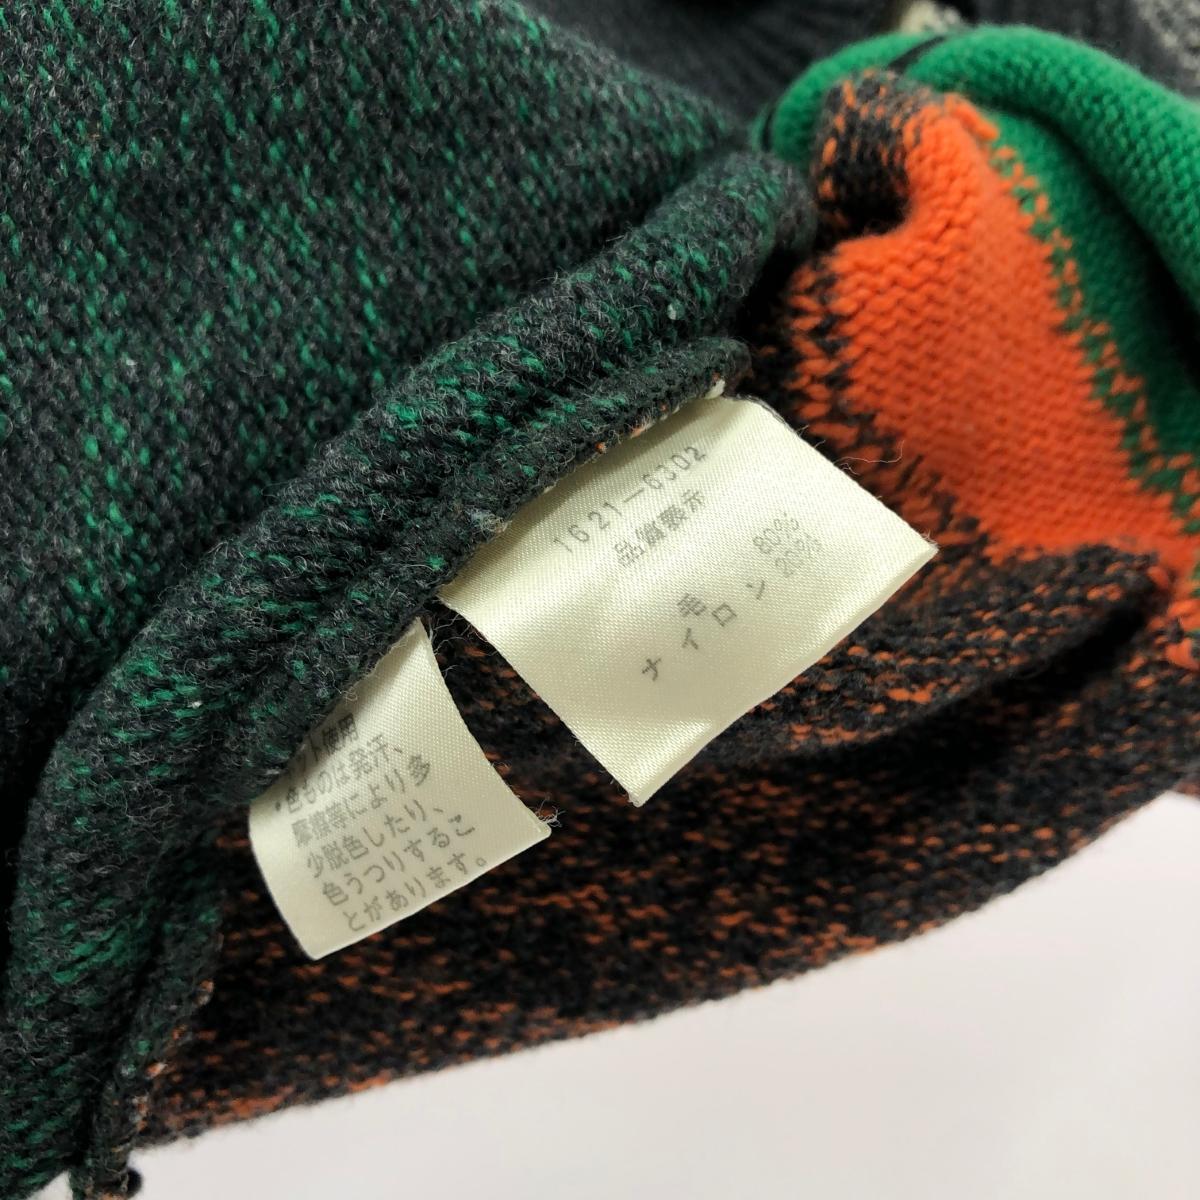 1621-6302
品質表示
毛 80%
ナイロン 20%
使用
・色ものは発汗、
摩擦等により多
少脱色したり、
色うつりするこ
とがあります。